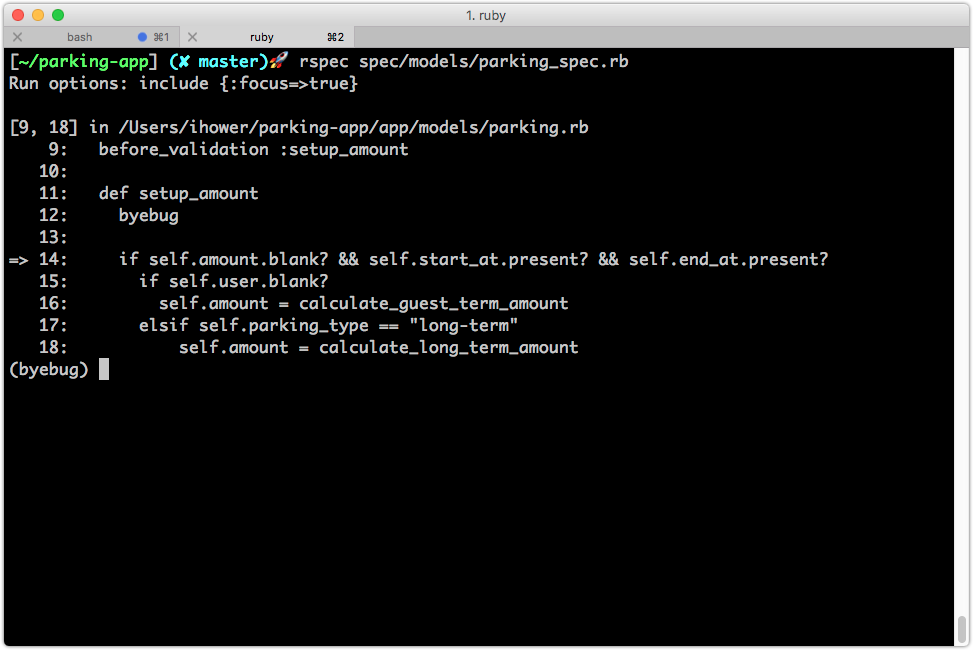 1. ruby
bash ⌘1 ruby ⌘2
[~/parking-app] (✘ master)🚀 rspec spec/models/parking_spec.rb
Run options: include {:focus=>true}
[9, 18] in /Users/ihower/parking-app/app/models/parking.rb
    9:   before_validation :setup_amount
   10:
   11:   def setup_amount
   12:     byebug
   13:
=> 14:     if self.amount.blank? && self.start_at.present? && self.end_at.present?
   15:       if self.user.blank?
   16:         self.amount = calculate_guest_term_amount
   17:       elsif self.parking_type == "long-term"
   18:           self.amount = calculate_long_term_amount
(byebug)